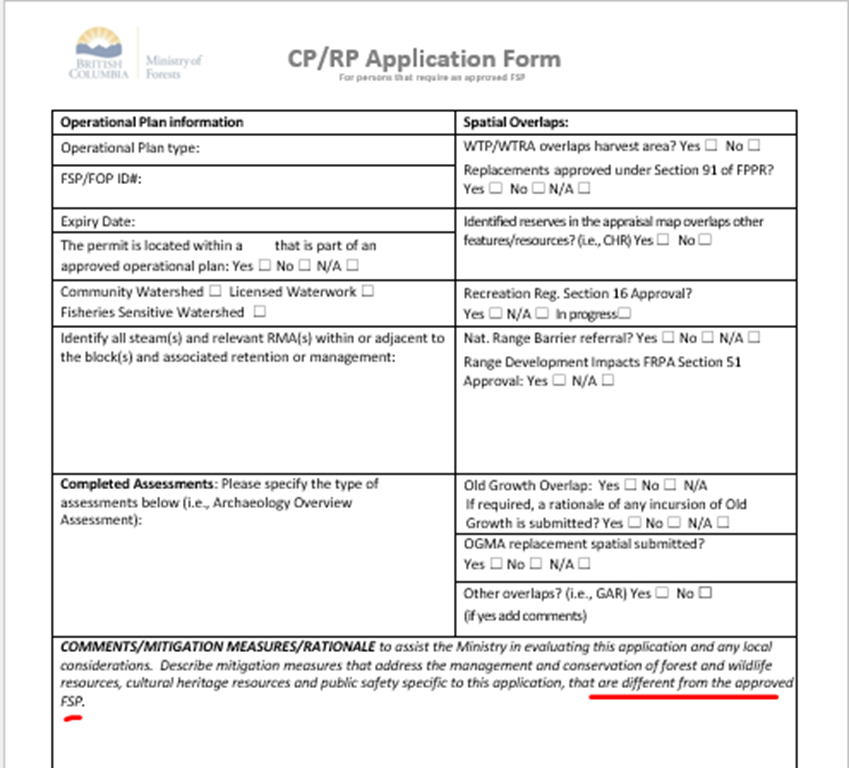 BRITISH
COLUMBIA
Ministry of
Forests
CP/RP Application Form
For persons that require an approved FSP
Operational Plan information
Operational Plan type:
FSP/FOP ID#:
Expiry Date:
The permit is located within a that is part of an
approved operational plan: Yes ☐ No ☐ N/A ☐
Community Watershed ☐ Licensed Waterwork ☐
Fisheries Sensitive Watershed ☐
Identify all steam(s) and relevant RMA(s) within or adjacent to
the block(s) and associated retention or management:
Completed Assessments: Please specify the type of
assessments below (i.e., Archaeology Overview
Assessment):
Spatial Overlaps:
WTP/WTRA overlaps harvest area? Yes ☐ No ☐
Replacements approved under Section 91 of FPPR?
Yes ☐ No ☐ N/A ☐
Identified reserves in the appraisal map overlaps other
features/resources? (i.e., CHR) Yes ☐ No ☐
Recreation Reg. Section 16 Approval?
Yes ☐ N/A ☐ In progress☐
Nat. Range Barrier referral? Yes ☐ No ☐ N/A ☐
Range Development Impacts FRPA Section 51
Approval: Yes ☐ N/A ☐
Old Growth Overlap: Yes ☐ No ☐ N/A
If required, a rationale of any incursion of Old
Growth is submitted? Yes ☐ No ☐ N/A ☐
OGMA replacement spatial submitted?
Yes ☐ No ☐ N/A ☐
Other overlaps? (i.e., GAR) Yes ☐ No ☐
(if yes add comments)
COMMENTS/MITIGATION MEASURES/RATIONALE to assist the Ministry in evaluating this application and any local
considerations. Describe mitigation measures that address the management and conservation of forest and wildlife
resources, cultural heritage resources and public safety specific to this application, that are different from the approved
FSP.